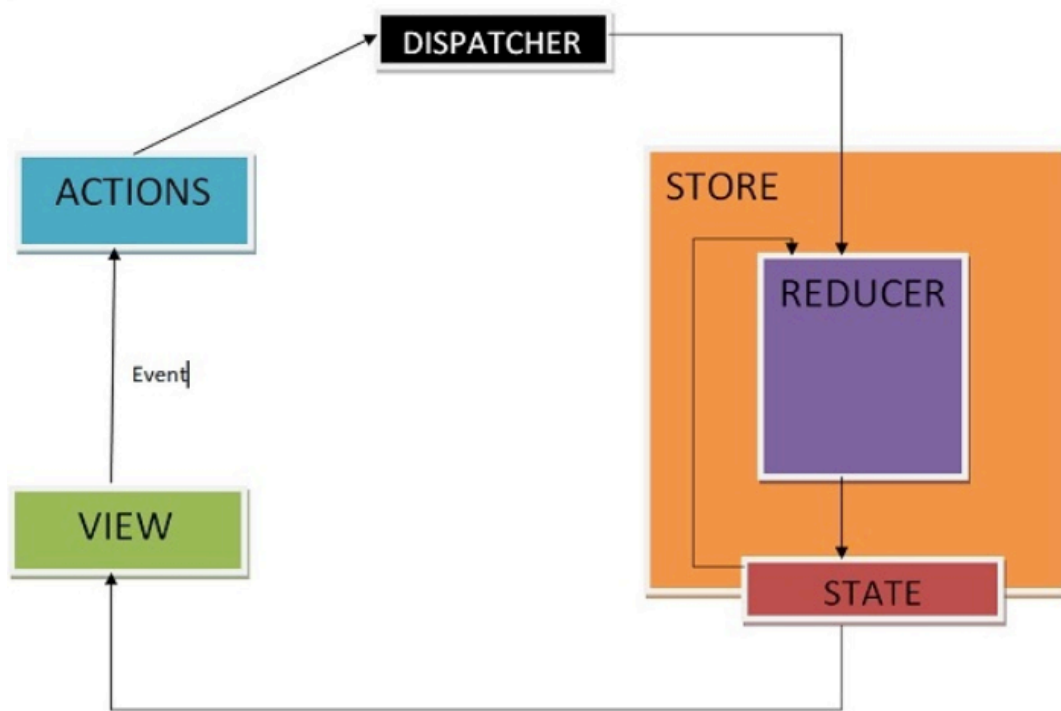 DISPATCHER
ACTIONS
STORE
REDUCER
Event
VIEW
STATE